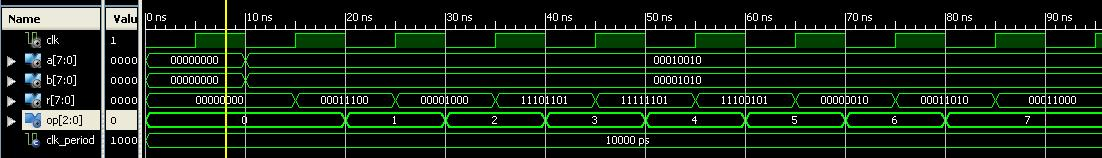 Name Valu 0 ns 10 ns 20 ns 30 ns 40 ns 50 ns 60 ns 70 ns 80 ns 90 ns
clk 1
a[7:0] 0000 00000000 00010010
b[7:0] 0000 00000000 00001010
r[7:0] 0000 00000000 00011100 00001000 11101101 11111101 11100101 00000010 00011010 00011000
op[2:0] 0 0 1 2 3 4 5 6 7
clk_period 1000 10000 ps